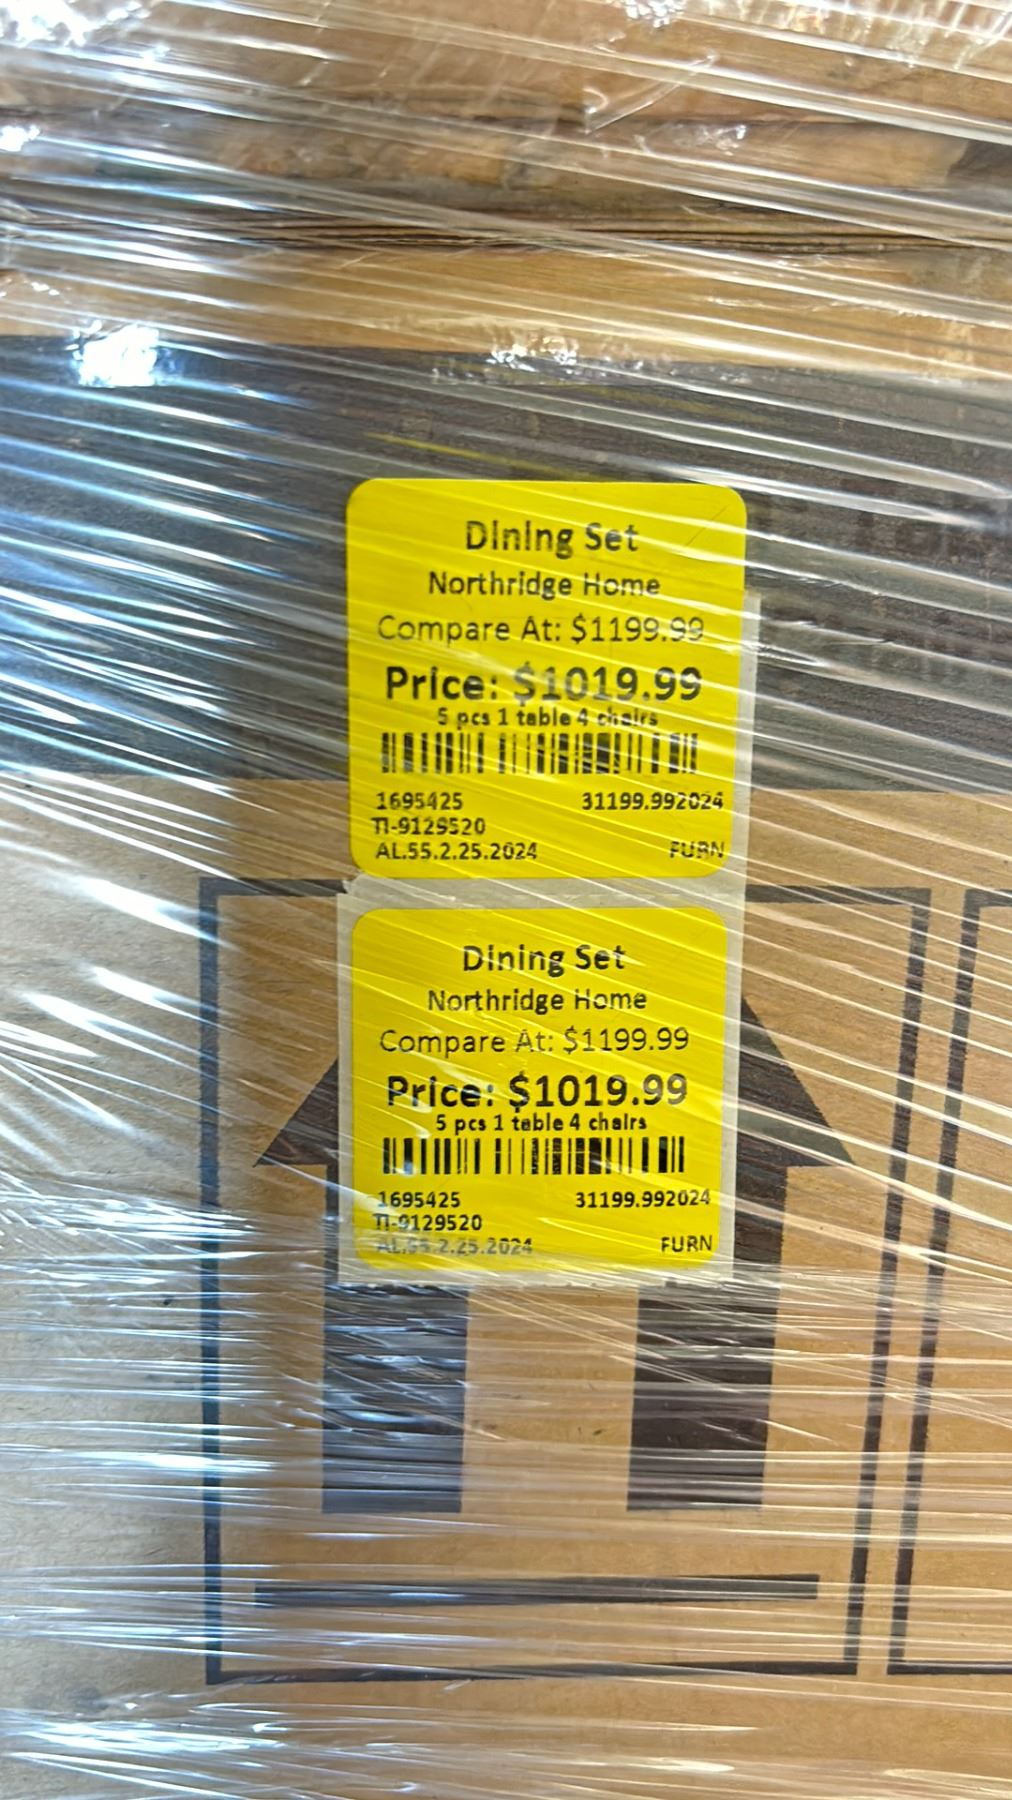 Dining Set
Northridge Home
Compare At: $1199.99
Price: $1019.99
5 pcs 1 table 4 chairs
1695425 31199.992024
TI-9129520
AL.55.2.25.2024 FURN
Dining Set
Northridge Home
Compare At: $1199.99
Price: $1019.99
5 pcs 1 table 4 chairs
1695425 31199.992024
TI-9129520
AL.55.2.25.2024 FURN